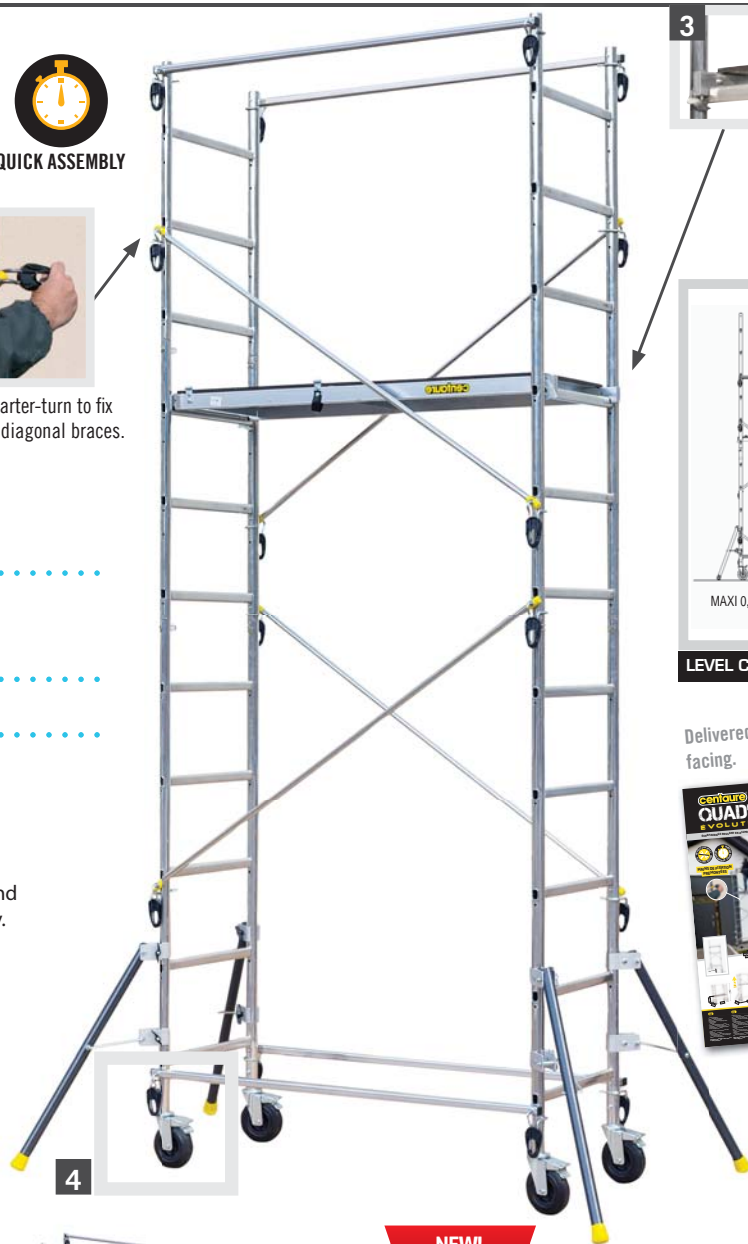 3
QUICK ASSEMBLY
arter-turn to fix
diagonal braces.
centaure
MAXI 0,
LEVEL C
Delivered
facing.
centaure
QUAD
EVOLUT
nd
.
4
NEW!